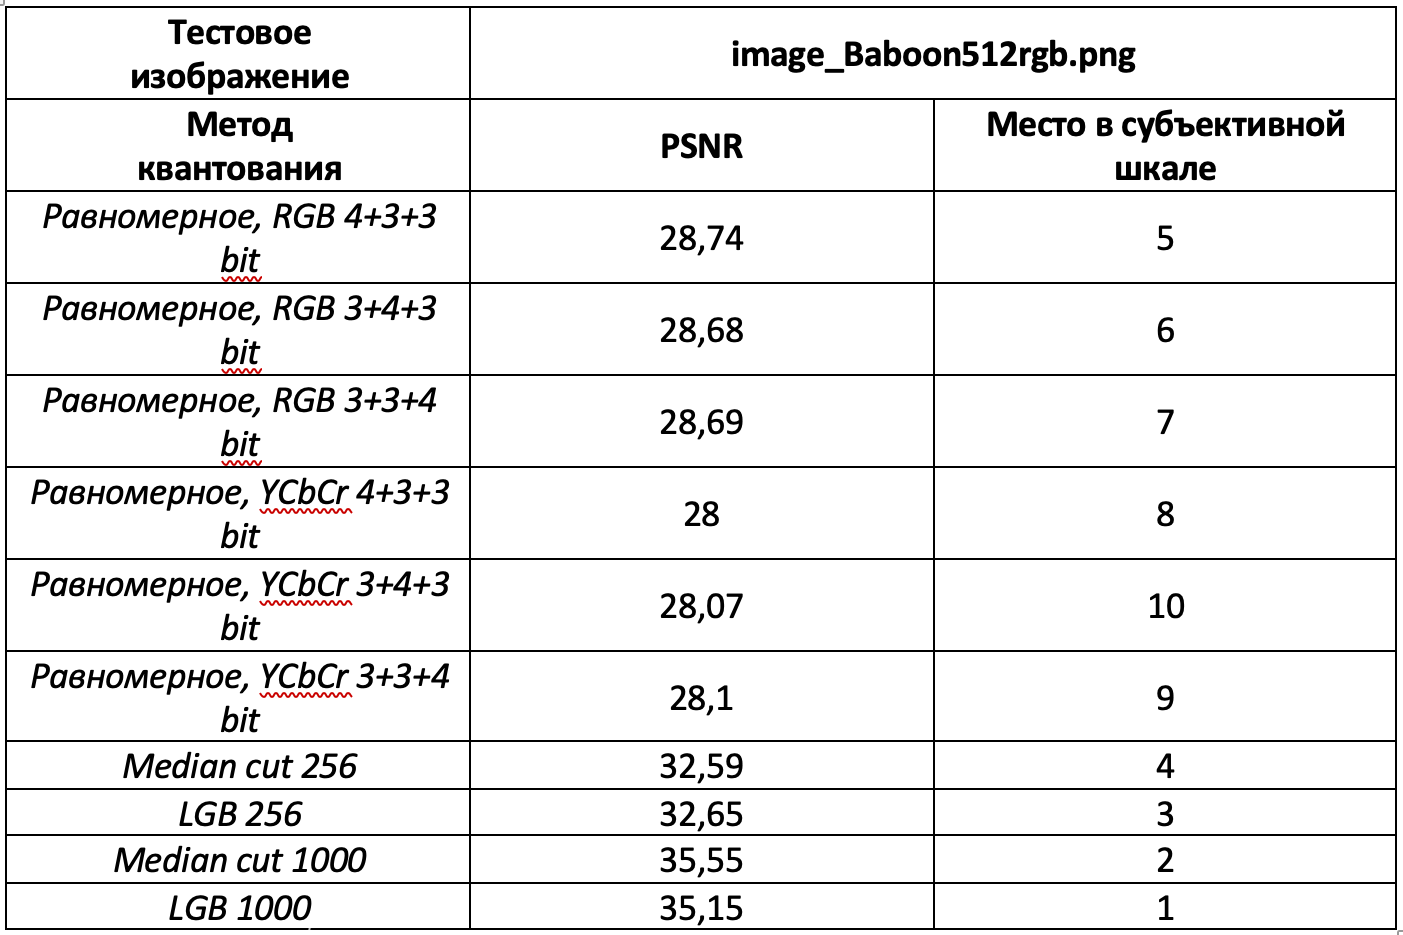 Тестовое
изображение
image_Baboon512rgb.png
Метод
квантования
PSNR
Место в субъективной
шкале
Равномерное, RGB 4+3+3
bit
28,74
5
Равномерное, RGB 3+4+3
bit
28,68
6
Равномерное, RGB 3+3+4
bit
28,69
7
Равномерное, YCbCr 4+3+3
bit
28
8
Равномерное, YCbCr 3+4+3
bit
28,07
10
Равномерное, YCbCr 3+3+4
bit
28,1
9
Median cut 256
32,59
4
LGB 256
32,65
3
Median cut 1000
35,55
2
LGB 1000
35,15
1